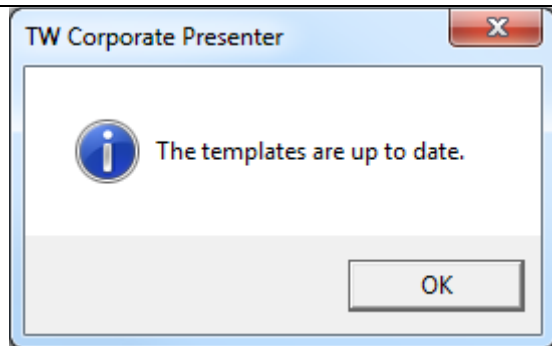 TW Corporate Presenter
The templates are up to date.
OK